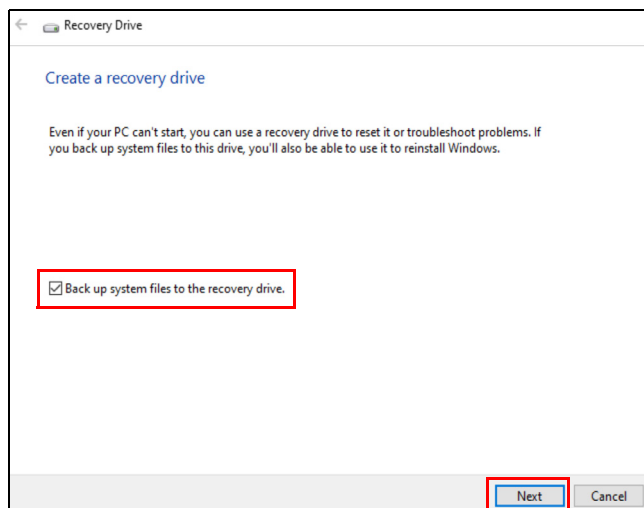 Recovery Drive
Create a recovery drive
Even if your PC can't start, you can use a recovery drive to reset it or troubleshoot problems. If
you back up system files to this drive, you'll also be able to use it to reinstall Windows.
Back up system files to the recovery drive.
Next
Cancel